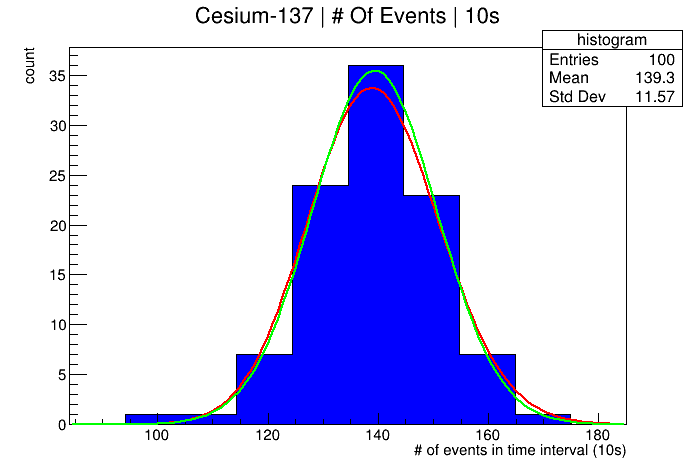 Cesium-137 | # Of Events | 10s
histogram
Entries 100
Mean 139.3
Std Dev 11.57
count
35
30
25
20
15
10
5
0
100 120 140 160 180
# of events in time interval (10s)